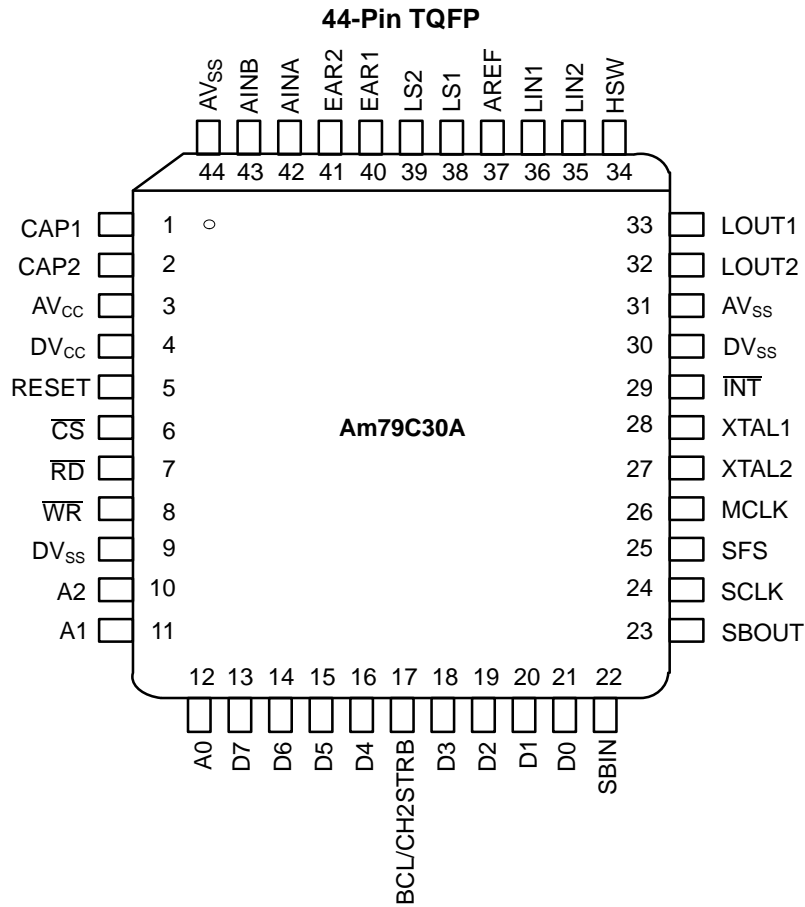 44-Pin TQFP
AVSS AINB AINA EAR2 EAR1 LS2 LS1 AREF LIN1 LIN2 HSW
44 43 42 41 40 39 38 37 36 35 34
CAP1 1 33 LOUT1
CAP2 2 32 LOUT2
AVCC 3 31 AVSS
DVCC 4 30 DVSS
RESET 5 29 I̅N̅T̅
C̅S̅ 6 Am79C30A 28 XTAL1
R̅D̅ 7 27 XTAL2
W̅R̅ 8 26 MCLK
DVSS 9 25 SFS
A2 10 24 SCLK
A1 11 23 SBOUT
12 13 14 15 16 17 18 19 20 21 22
A0 D7 D6 D5 D4 BCL/CH2STRB D3 D2 D1 D0 SBIN